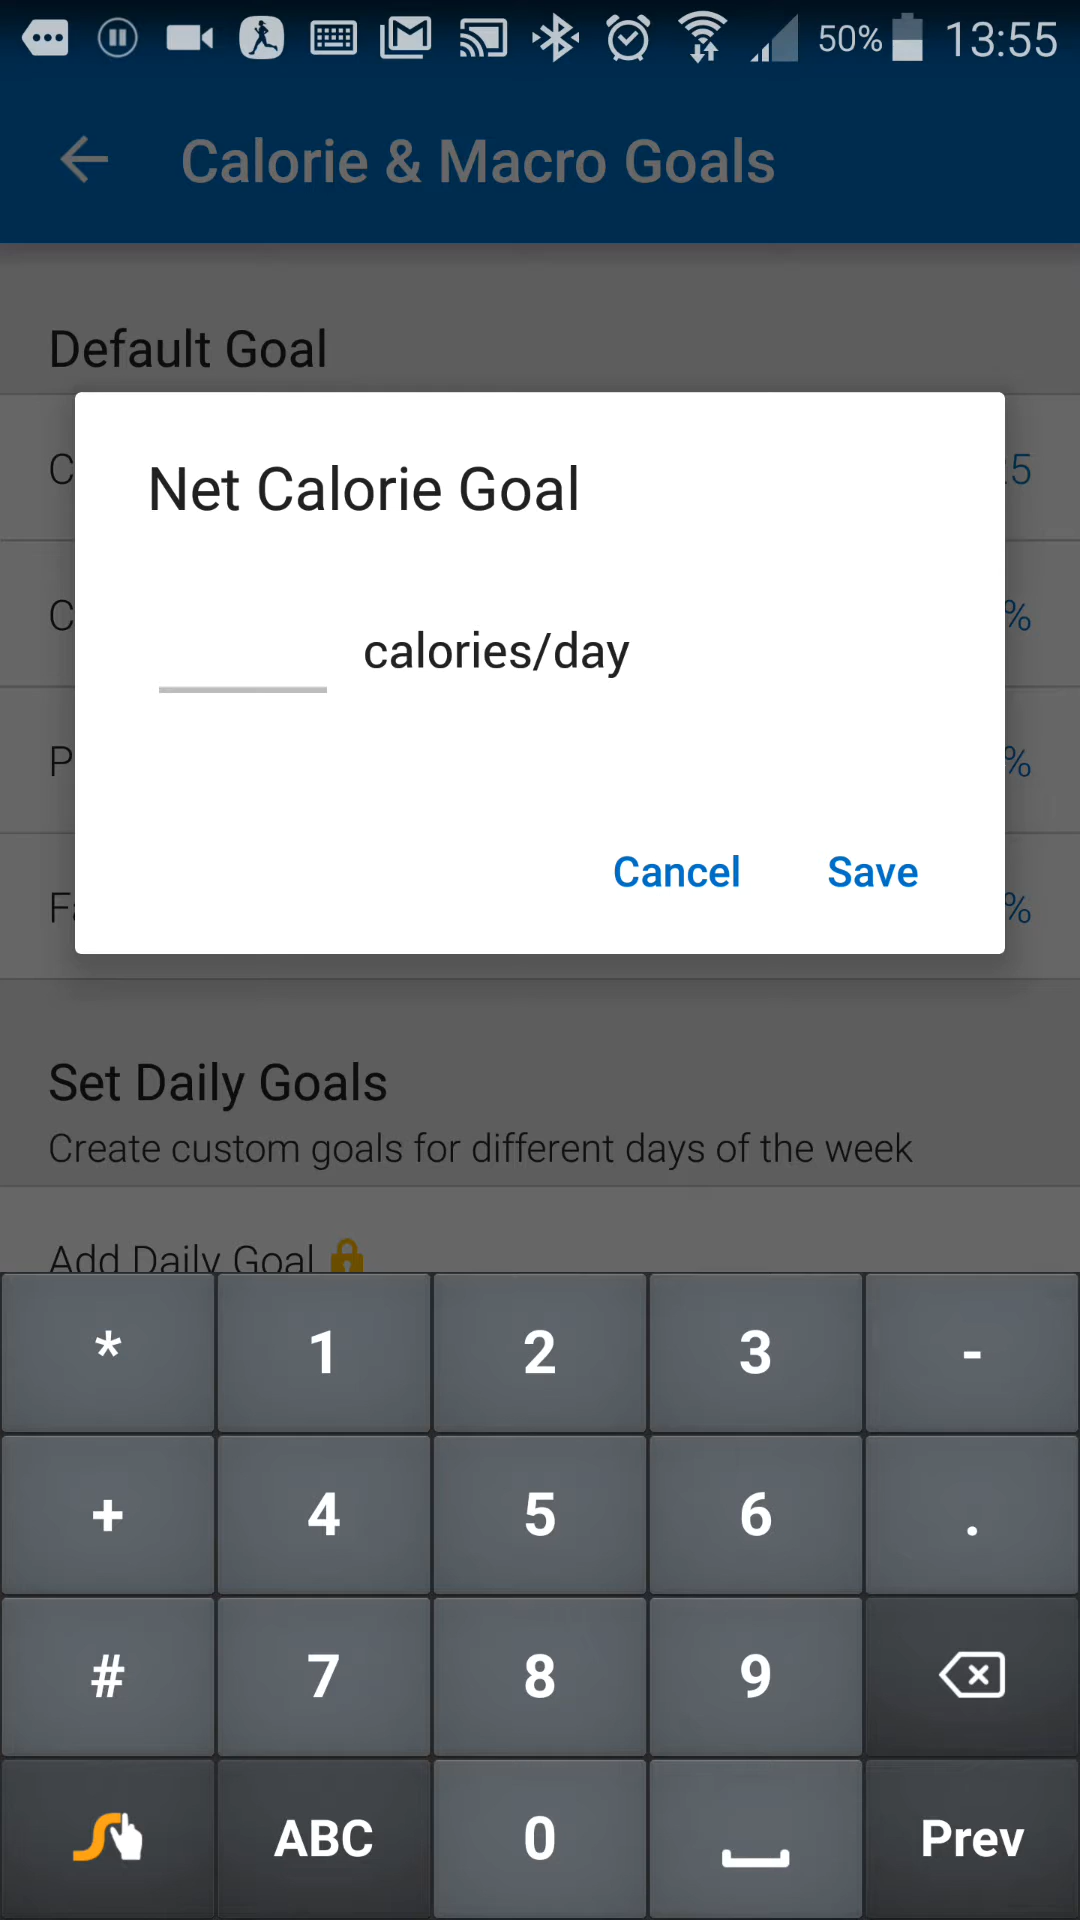 50% 13:55
Calorie & Macro Goals
Default Goal
Net Calorie Goal
calories/day
Cancel Save
C 5
C %
P %
Fa %
Set Daily Goals
Create custom goals for different days of the week
Add Daily Goal
* 1 2 3 -
+ 4 5 6 .
# 7 8 9
ABC 0 Prev